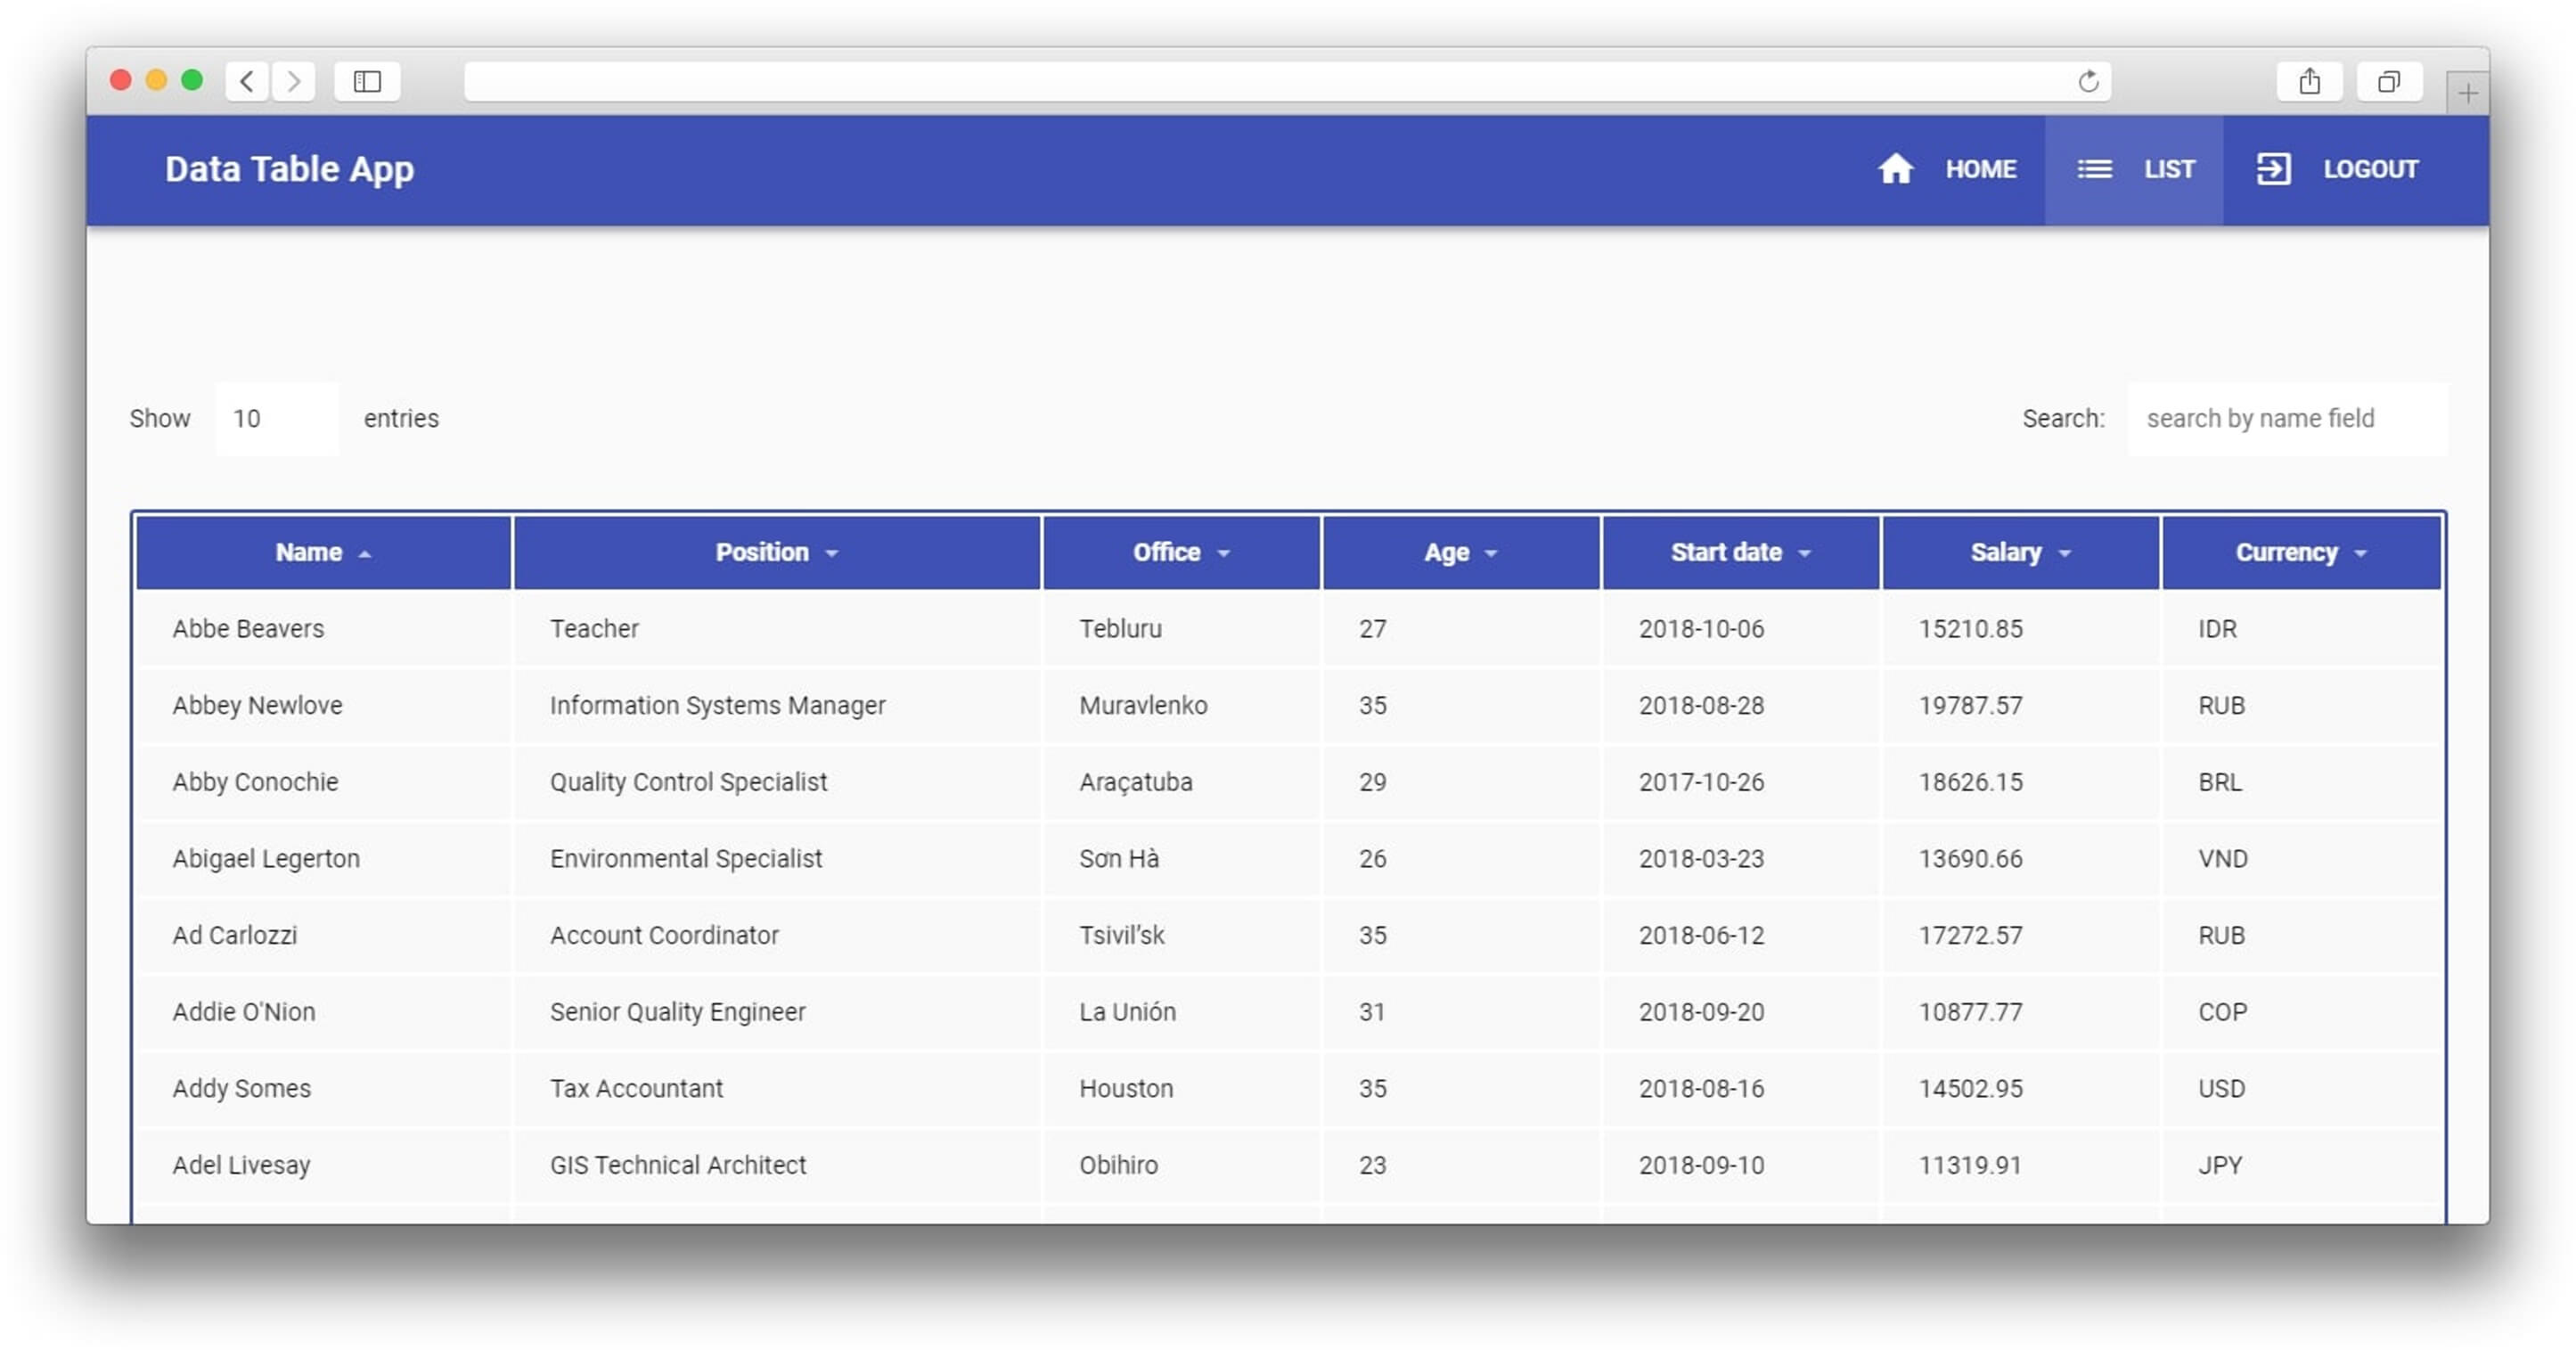 Data Table App HOME LIST LOGOUT
Show 10 entries Search: search by name field
Name Position Office Age Start date Salary Currency
Abbe Beavers Teacher Tebluru 27 2018-10-06 15210.85 IDR
Abbey Newlove Information Systems Manager Muravlenko 35 2018-08-28 19787.57 RUB
Abby Conochie Quality Control Specialist Araçatuba 29 2017-10-26 18626.15 BRL
Abigael Legerton Environmental Specialist Sơn Hà 26 2018-03-23 13690.66 VND
Ad Carlozzi Account Coordinator Tsivil’sk 35 2018-06-12 17272.57 RUB
Addie O'Nion Senior Quality Engineer La Unión 31 2018-09-20 10877.77 COP
Addy Somes Tax Accountant Houston 35 2018-08-16 14502.95 USD
Adel Livesay GIS Technical Architect Obihiro 23 2018-09-10 11319.91 JPY